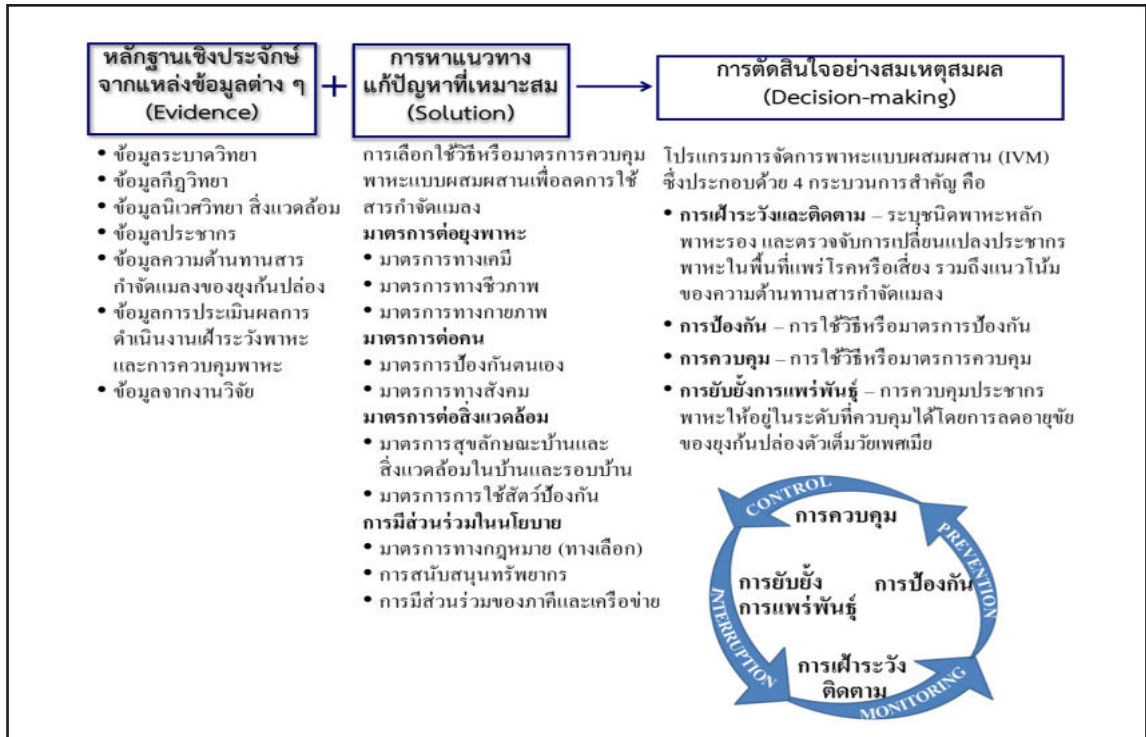 หลักฐานเชิงประจักษ์
จากแหล่งข้อมูลต่าง ๆ
(Evidence)
+
การหาแนวทาง
แก้ปัญหาที่เหมาะสม
(Solution)
การตัดสินใจอย่างสมเหตุสมผล
(Decision-making)
• ข้อมูลระบาดวิทยา
• ข้อมูลกีฏวิทยา
• ข้อมูลนิเวศวิทยา สิ่งแวดล้อม
• ข้อมูลประชากร
• ข้อมูลความต้านทานสาร
กำจัดแมลงของยุงก้นปล่อง
• ข้อมูลการประเมินผลการ
ดำเนินงานเฝ้าระวังพาหะ
และการควบคุมพาหะ
• ข้อมูลจากงานวิจัย
การเลือกใช้วิธีหรือมาตรการควบคุม
พาหะแบบผสมผสานเพื่อลดการใช้
สารกำจัดแมลง
มาตรการต่อยุงพาหะ
• มาตรการทางเคมี
• มาตรการทางชีวภาพ
• มาตรการทางกายภาพ
มาตรการต่อคน
• มาตรการป้องกันตนเอง
• มาตรการทางสังคม
มาตรการต่อสิ่งแวดล้อม
• มาตรการสุขลักษณะบ้านและ
สิ่งแวดล้อมในบ้านและรอบบ้าน
• มาตรการการใช้สัตว์ป้องกัน
การมีส่วนร่วมในนโยบาย
• มาตรการทางกฎหมาย (ทางเลือก)
• การสนับสนุนทรัพยากร
• การมีส่วนร่วมของภาคีและเครือข่าย
โปรแกรมการจัดการพาหะแบบผสมผสาน (IVM)
ซึ่งประกอบด้วย 4 กระบวนการสำคัญ คือ
• การเฝ้าระวังและติดตาม – ระบุชนิดพาหะหลัก
พาหะรอง และตรวจจับการเปลี่ยนแปลงประชากร
พาหะในพื้นที่แพร่โรคหรือเสี่ยง รวมถึงแนวโน้ม
ของความต้านทานสารกำจัดแมลง
• การป้องกัน – การใช้วิธีหรือมาตรการป้องกัน
• การควบคุม – การใช้วิธีหรือมาตรการควบคุม
• การยับยั้งการแพร่พันธุ์ – การควบคุมประชากร
พาหะให้อยู่ในระดับที่ควบคุมได้โดยการลดอายุขัย
ของยุงก้นปล่องตัวเต็มวัยเพศเมีย
CONTROL
การควบคุม
PREVENTION
การป้องกัน
INTERRUPTION
การยับยั้ง
การแพร่พันธุ์
การเฝ้าระวัง
ติดตาม
MONITORING